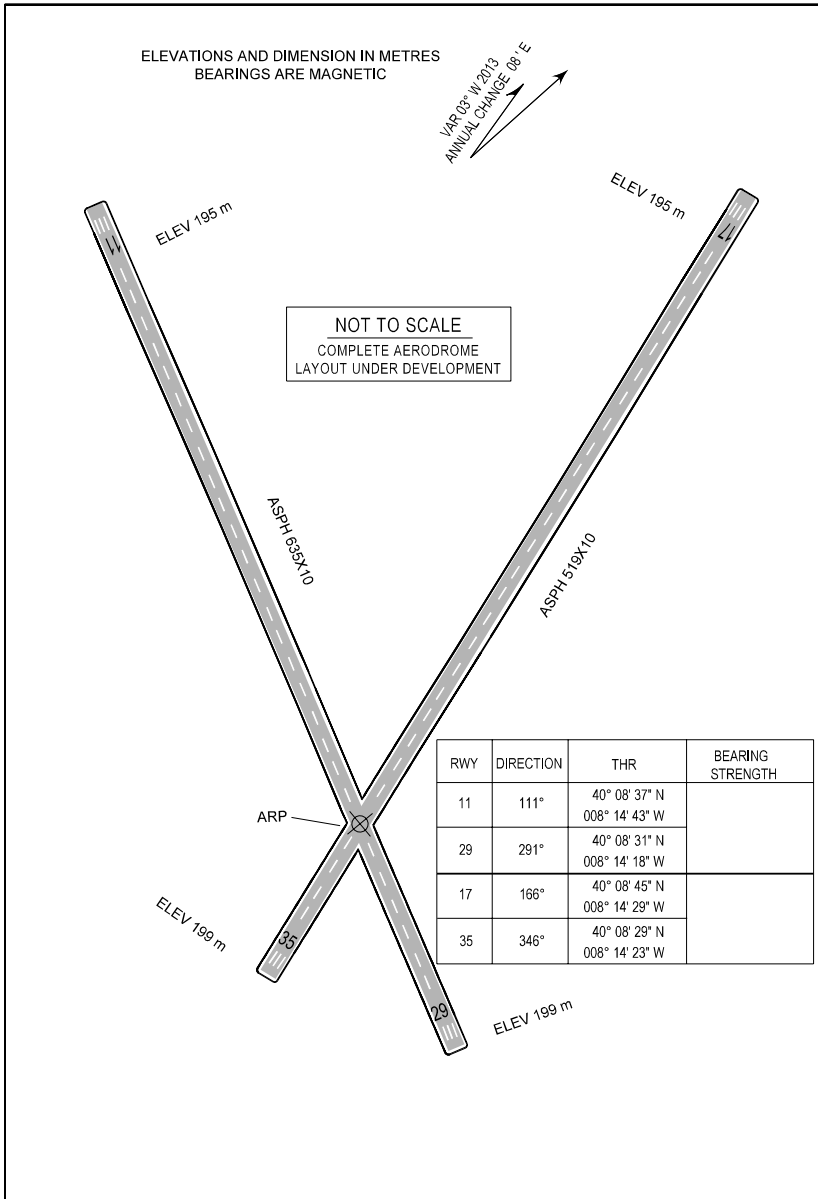 ELEVATIONS AND DIMENSION IN METRES
BEARINGS ARE MAGNETIC
VAR 03° W 2013
ANNUAL CHANGE 08 ' E
ELEV 195 m
11
ELEV 195 m
17
NOT TO SCALE
COMPLETE AERODROME
LAYOUT UNDER DEVELOPMENT
ASPH 635X10
ASPH 519X10
ARP
RWY DIRECTION THR BEARING STRENGTH
11 111° 40° 08' 37" N
008° 14' 43" W
29 291° 40° 08' 31" N
008° 14' 18" W
17 166° 40° 08' 45" N
008° 14' 29" W
35 346° 40° 08' 29" N
008° 14' 23" W
ELEV 199 m
35
29
ELEV 199 m